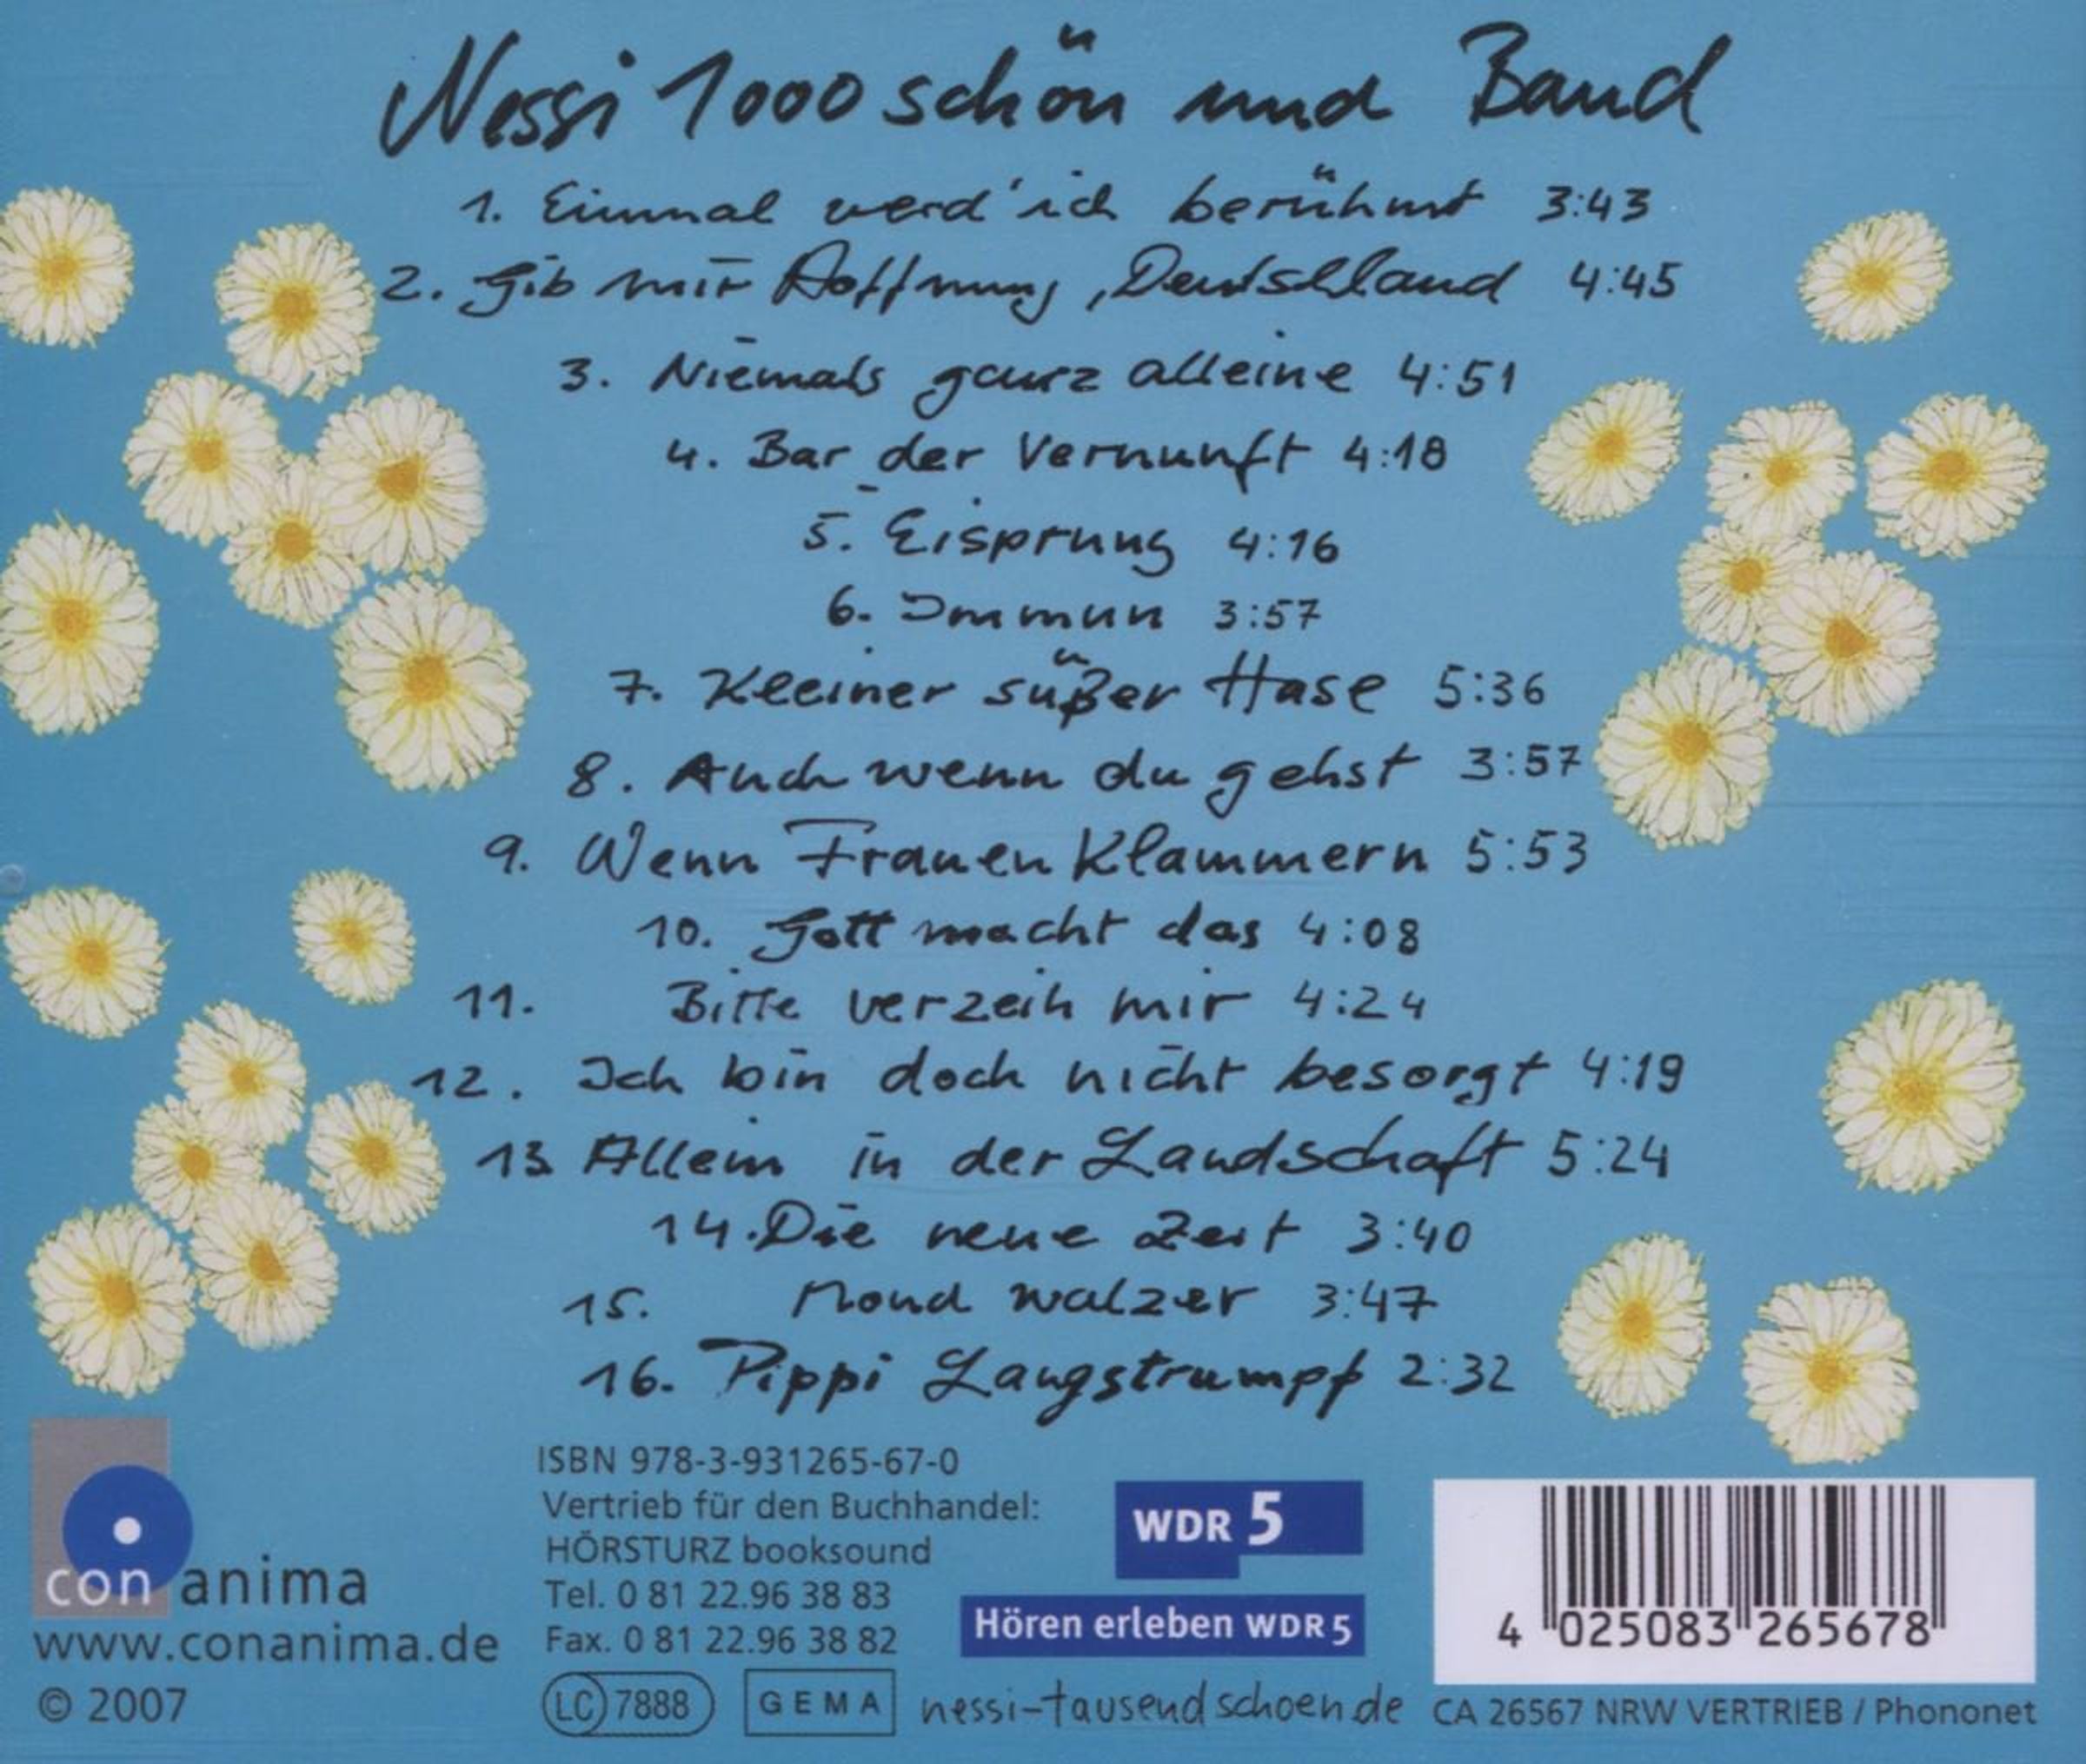 Nessi 1000schön und Band
1. Einmal werd' ich berühmt 3:43
2. Gib mir Hoffnung, Deutschland 4:45
3. Niemals ganz alleine 4:51
4. Bar der Vernunft 4:18
5. Eisprung 4:16
6. Immun 3:57
7. Kleiner süßer Hase 5:36
8. Auch wenn du gehst 3:57
9. Wenn Frauen Klammern 5:53
10. Gott macht das 4:08
11. Bitte verzeih mir 4:24
12. Ich bin doch nicht besorgt 4:19
13 Allein in der Landschaft 5:24
14. Die neue Zeit 3:40
15. Mond walzer 3:47
16. Pippi Langstrumpf 2:32
con anima
www.conanima.de
© 2007
ISBN 978-3-931265-67-0
Vertrieb für den Buchhandel:
HÖRSTURZ booksound
Tel. 0 81 22.96 38 83
Fax. 0 81 22.96 38 82
LC 7888
GEMA
WDR 5
Hören erleben WDR 5
nessi-tausendschoen.de
4 025083 265678
CA 26567 NRW VERTRIEB / Phononet